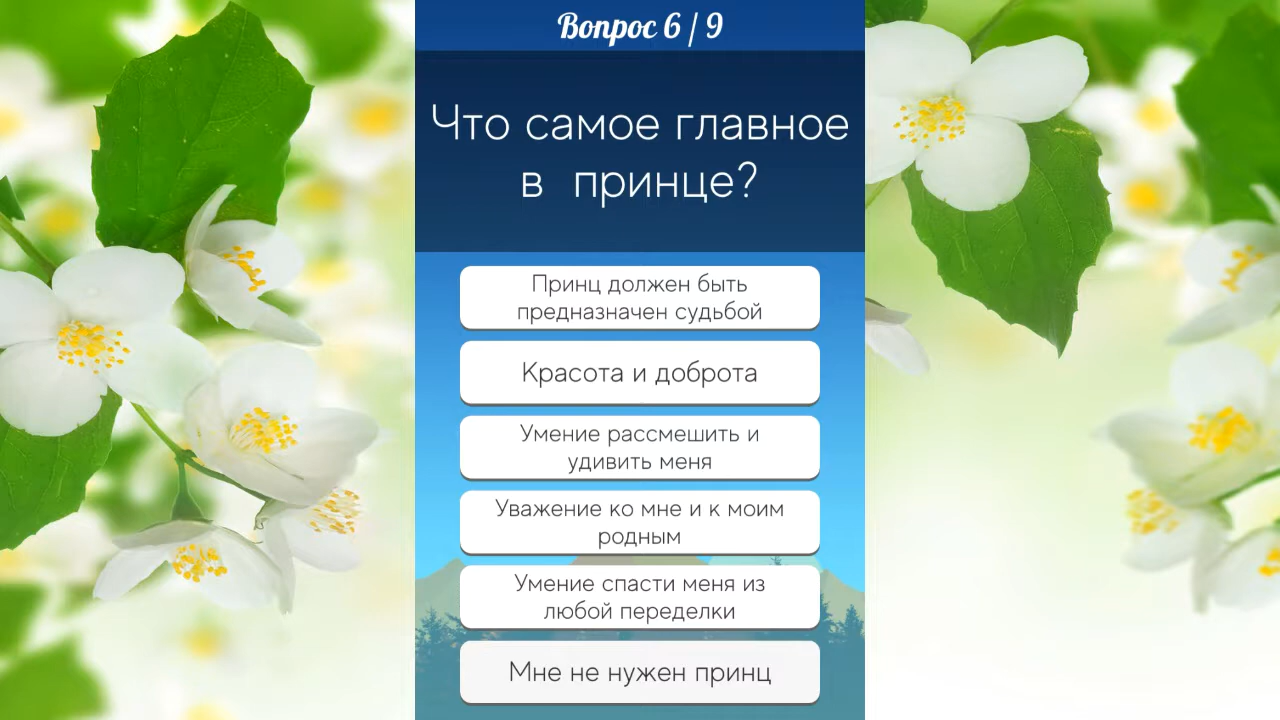 Вопрос 6 / 9
Что самое главное
в принце?
Принц должен быть
предназначен судьбой
Красота и доброта
Умение рассмешить и
удивить меня
Уважение ко мне и к моим
родным
Умение спасти меня из
любой переделки
Мне не нужен принц